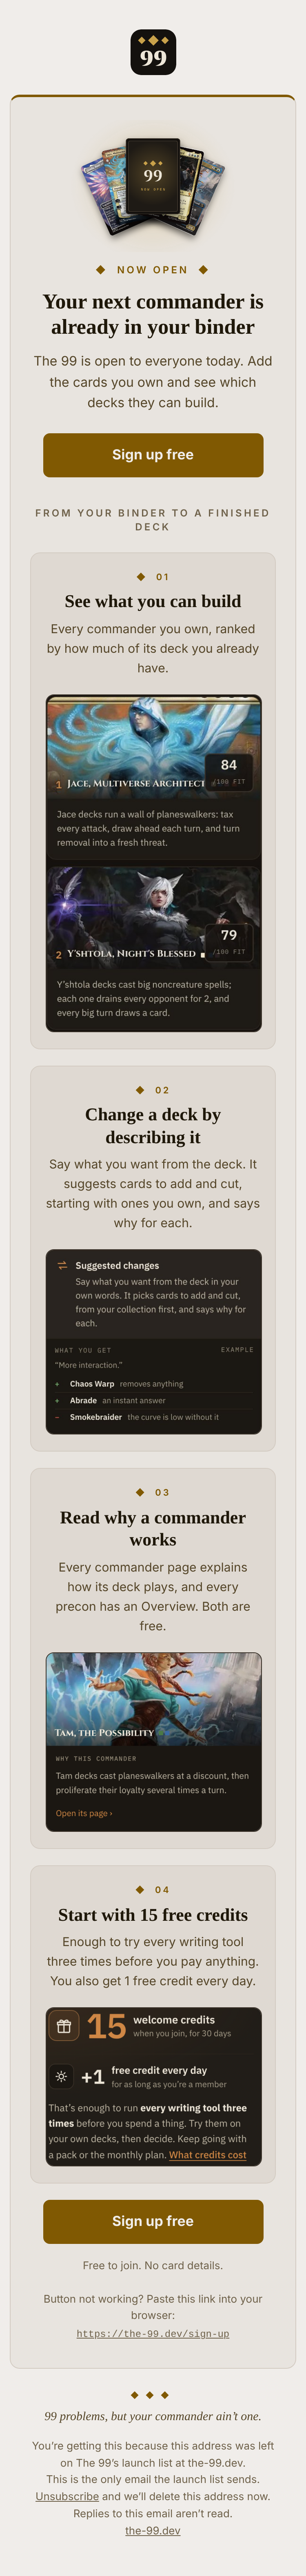 99
99
NOW OPEN
NOW OPEN
Your next commander is
already in your binder
The 99 is open to everyone today. Add
the cards you own and see which
decks they can build.
Sign up free
FROM YOUR BINDER TO A FINISHED
DECK
01
See what you can build
Every commander you own, ranked
by how much of its deck you already
have.
84
/100 FIT
1 Jace, Multiverse Architect
Jace decks run a wall of planeswalkers: tax
every attack, draw ahead each turn, and turn
removal into a fresh threat.
79
/100 FIT
2 Y'shtola, Night's Blessed
Y'shtola decks cast big noncreature spells;
each one drains every opponent for 2, and
every big turn draws a card.
02
Change a deck by
describing it
Say what you want from the deck. It
suggests cards to add and cut,
starting with ones you own, and says
why for each.
Suggested changes
Say what you want from the deck in your
own words. It picks cards to add and cut,
from your collection first, and says why for
each.
WHAT YOU GET EXAMPLE
“More interaction.”
+ Chaos Warp removes anything
+ Abrade an instant answer
− Smokebraider the curve is low without it
03
Read why a commander
works
Every commander page explains
how its deck plays, and every
precon has an Overview. Both are
free.
Tam, the Possibility
WHY THIS COMMANDER
Tam decks cast planeswalkers at a discount, then
proliferate their loyalty several times a turn.
Open its page ›
04
Start with 15 free credits
Enough to try every writing tool
three times before you pay anything.
You also get 1 free credit every day.
15 welcome credits
when you join, for 30 days
+1 free credit every day
for as long as you're a member
That's enough to run every writing tool three
times before you spend a thing. Try them on
your own decks, then decide. Keep going with
a pack or the monthly plan. What credits cost
Sign up free
Free to join. No card details.
Button not working? Paste this link into your
browser:
https://the-99.dev/sign-up
99 problems, but your commander ain't one.
You're getting this because this address was left
on The 99's launch list at the-99.dev.
This is the only email the launch list sends.
Unsubscribe and we'll delete this address now.
Replies to this email aren't read.
the-99.dev